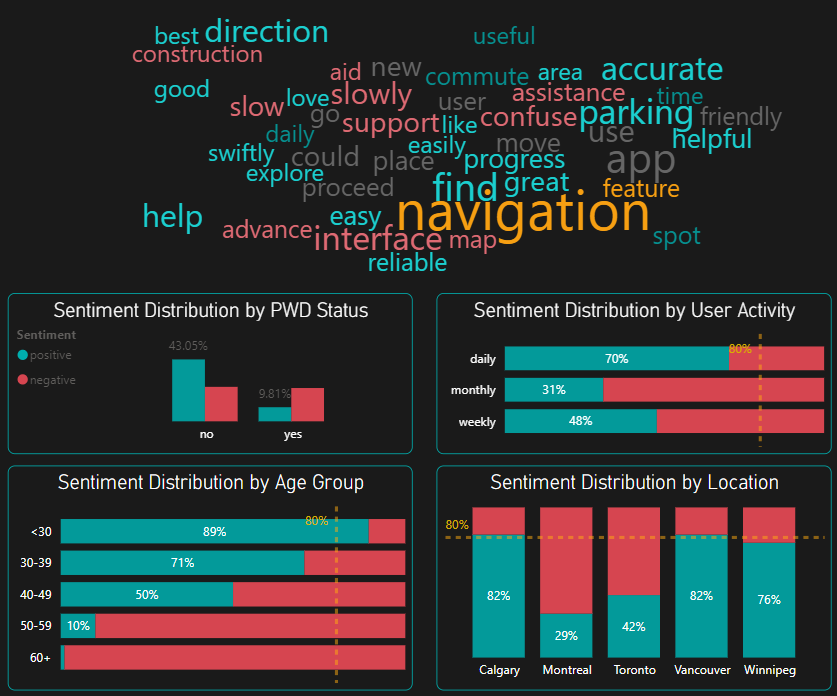 best direction useful
construction
aid new commute area accurate
good love slowly assistance time
slow go user confuse parking friendly
daily support like use helpful
swiftly could easily move
place progress app
explore proceed find great feature
help easy navigation
advance interface map spot
reliable
Sentiment Distribution by PWD Status
Sentiment
positive
negative
43.05%
9.81%
no yes
Sentiment Distribution by User Activity
80%
daily 70%
monthly 31%
weekly 48%
Sentiment Distribution by Age Group
80%
<30 89%
30-39 71%
40-49 50%
50-59 10%
60+
Sentiment Distribution by Location
80%
82% 29% 42% 82% 76%
Calgary Montreal Toronto Vancouver Winnipeg